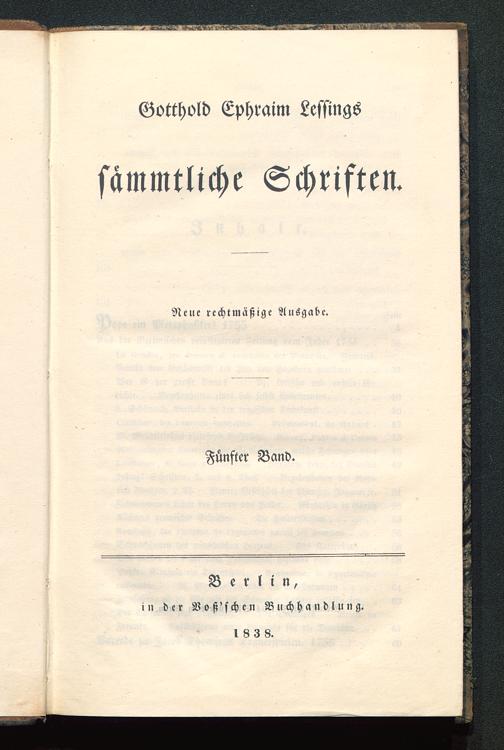 Gotthold Ephraim Lessings
sämmtliche Schriften.
Neue rechtmäßige Ausgabe.
Fünfter Band.
Berlin,
in der Voß'schen Buchhandlung.
1838.